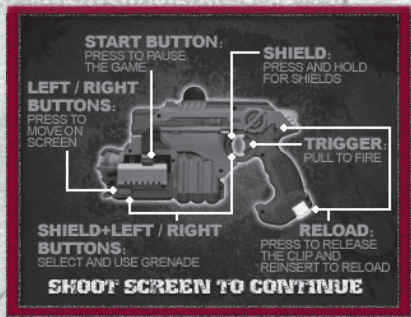 START BUTTON:
PRESS TO PAUSE
THE GAME
SHIELD:
PRESS AND HOLD
FOR SHIELDS
LEFT / RIGHT
BUTTONS:
PRESS TO
MOVE ON
SCREEN
TRIGGER:
PULL TO FIRE
SHIELD+LEFT / RIGHT
BUTTONS:
SELECT AND USE GRENADE
RELOAD:
PRESS TO RELEASE
THE CLIP AND
REINSERT TO RELOAD
SHOOT SCREEN TO CONTINUE